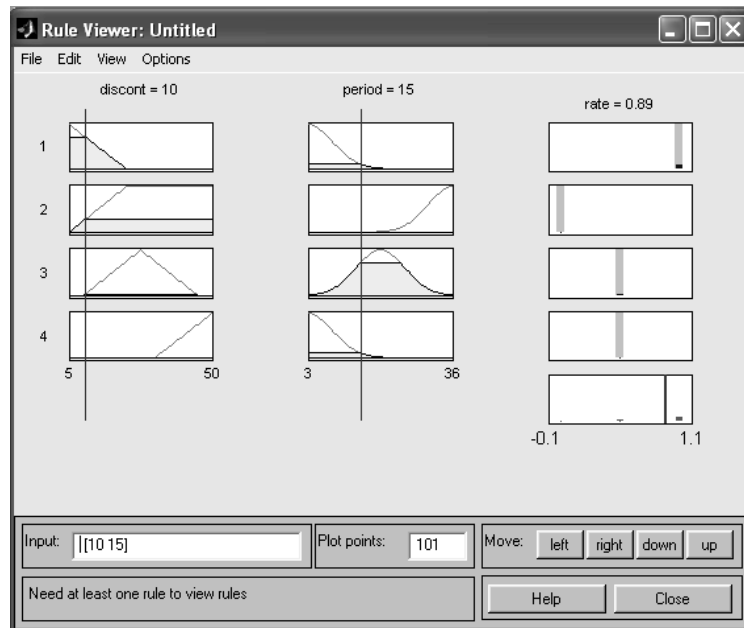 Rule Viewer: Untitled
File Edit View Options
discont = 10
period = 15
rate = 0.89
1
2
3
4
5 50
3 36
-0.1 1.1
Input: [10 15]
Plot points: 101
Move: left right down up
Need at least one rule to view rules
Help Close